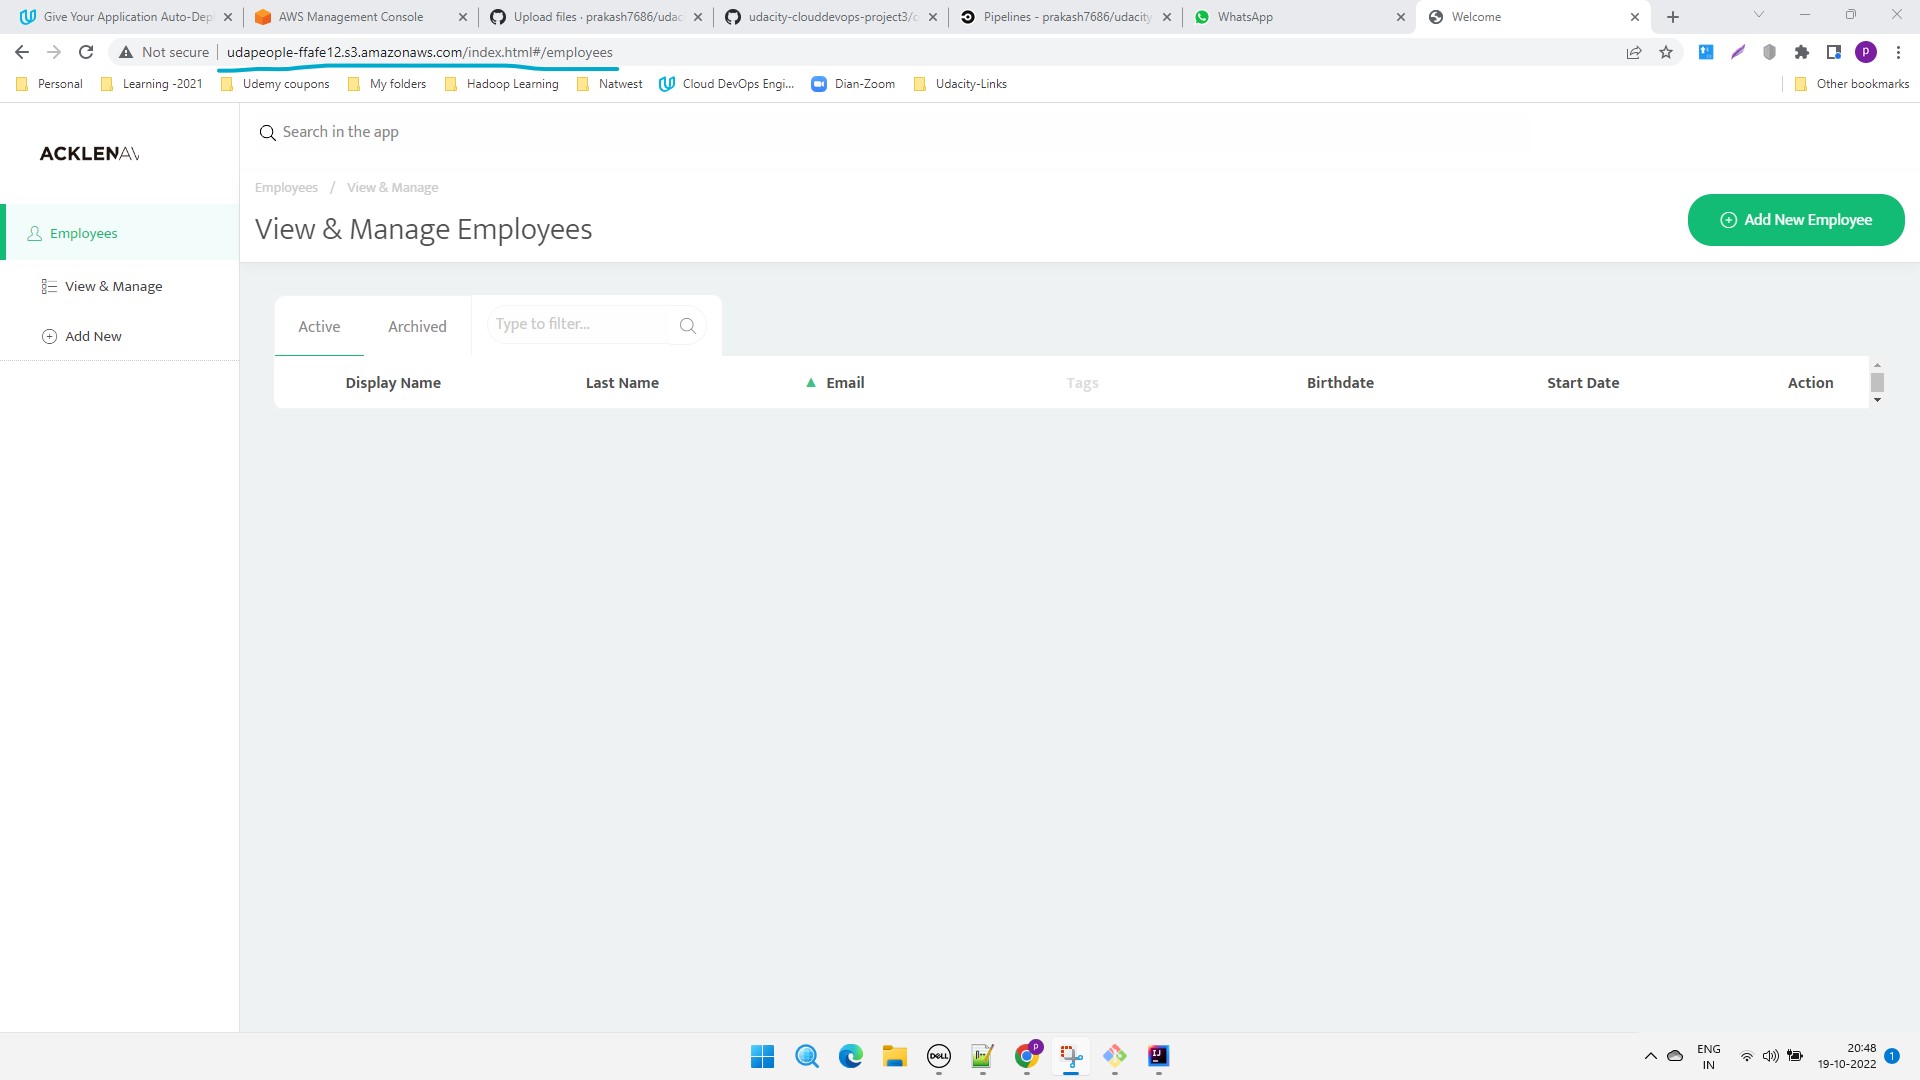 Give Your Application Auto-Dep
AWS Management Console
Upload files · prakash7686/udac
udacity-clouddevops-project3/c
Pipelines - prakash7686/udacity
WhatsApp
Welcome
Not secure
udapeople-ffafe12.s3.amazonaws.com/index.html#/employees
P
Personal
Learning -2021
Udemy coupons
My folders
Hadoop Learning
Natwest
Cloud DevOps Engi...
Dian-Zoom
Udacity-Links
Other bookmarks
ACKLENAV
Search in the app
Employees / View & Manage
View & Manage Employees
Add New Employee
Employees
View & Manage
Add New
Active
Archived
Type to filter...
Display Name
Last Name
Email
Tags
Birthdate
Start Date
Action
DELL
P
IJ
ENG
IN
20:48
19-10-2022
1